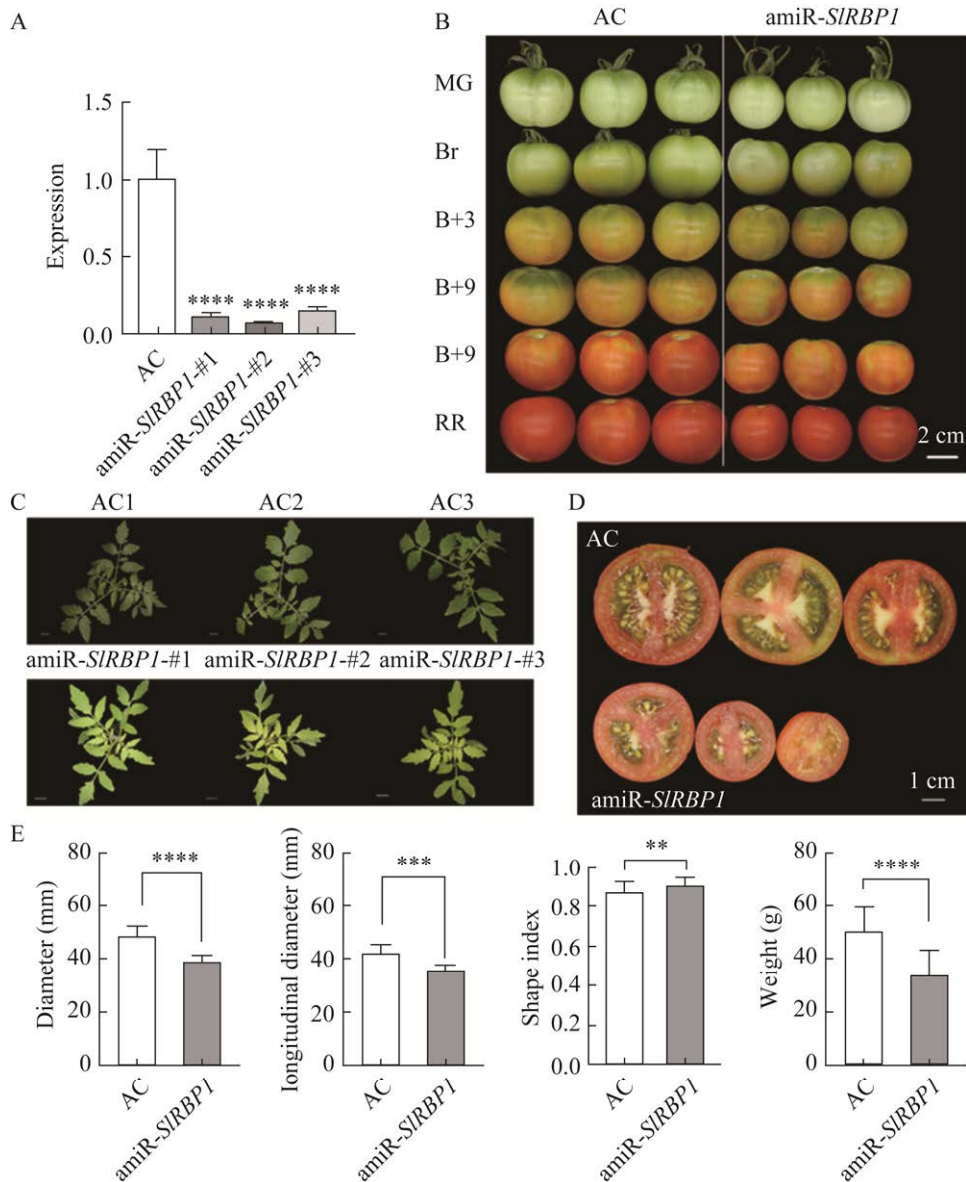 A
Expression
1.5
1.0
0.5
0.0
****
****
****
AC
amiR-SlRBP1-#1
amiR-SlRBP1-#2
amiR-SlRBP1-#3
B
AC amiR-SlRBP1
MG
Br
B+3
B+9
B+9
RR
2 cm
C
AC1 AC2 AC3
amiR-SlRBP1-#1 amiR-SlRBP1-#2 amiR-SlRBP1-#3
D
AC
amiR-SlRBP1
1 cm
E
Diameter (mm)
80
60
40
20
0
****
AC
amiR-SlRBP1
longitudinal diameter (mm)
80
60
40
20
0
***
AC
amiR-SlRBP1
Shape index
1.0
0.8
0.6
0.4
0.2
0.0
**
AC
amiR-SlRBP1
Weight (g)
80
60
40
20
0
****
AC
amiR-SlRBP1